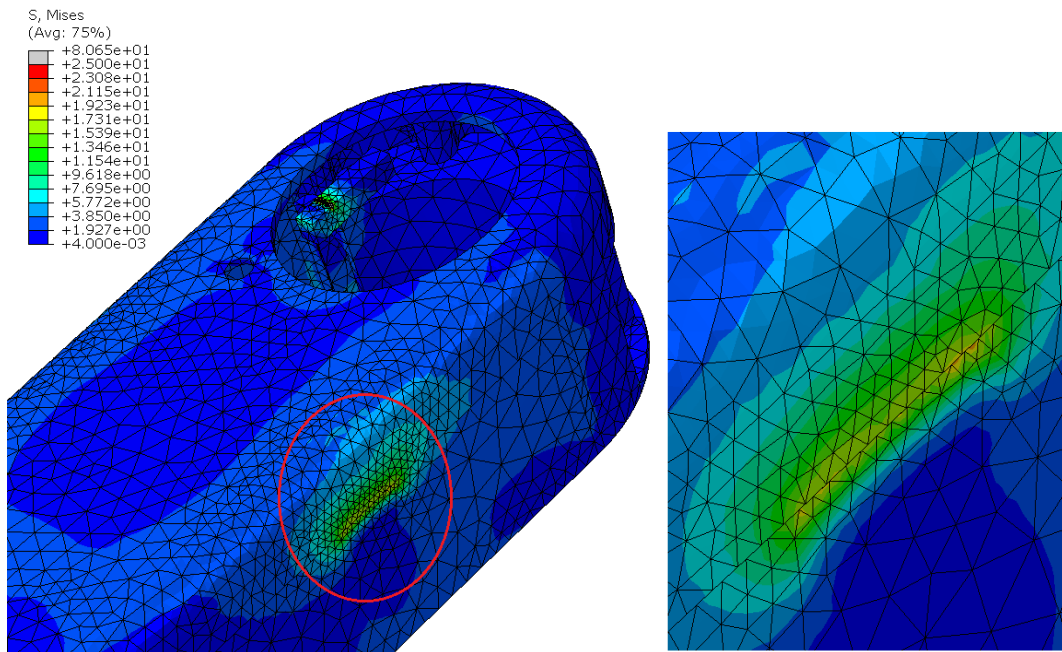 S, Mises
(Avg: 75%)
+8.065e+01
+2.500e+01
+2.308e+01
+2.115e+01
+1.923e+01
+1.731e+01
+1.539e+01
+1.346e+01
+1.154e+01
+9.618e+00
+7.695e+00
+5.772e+00
+3.850e+00
+1.927e+00
+4.000e-03